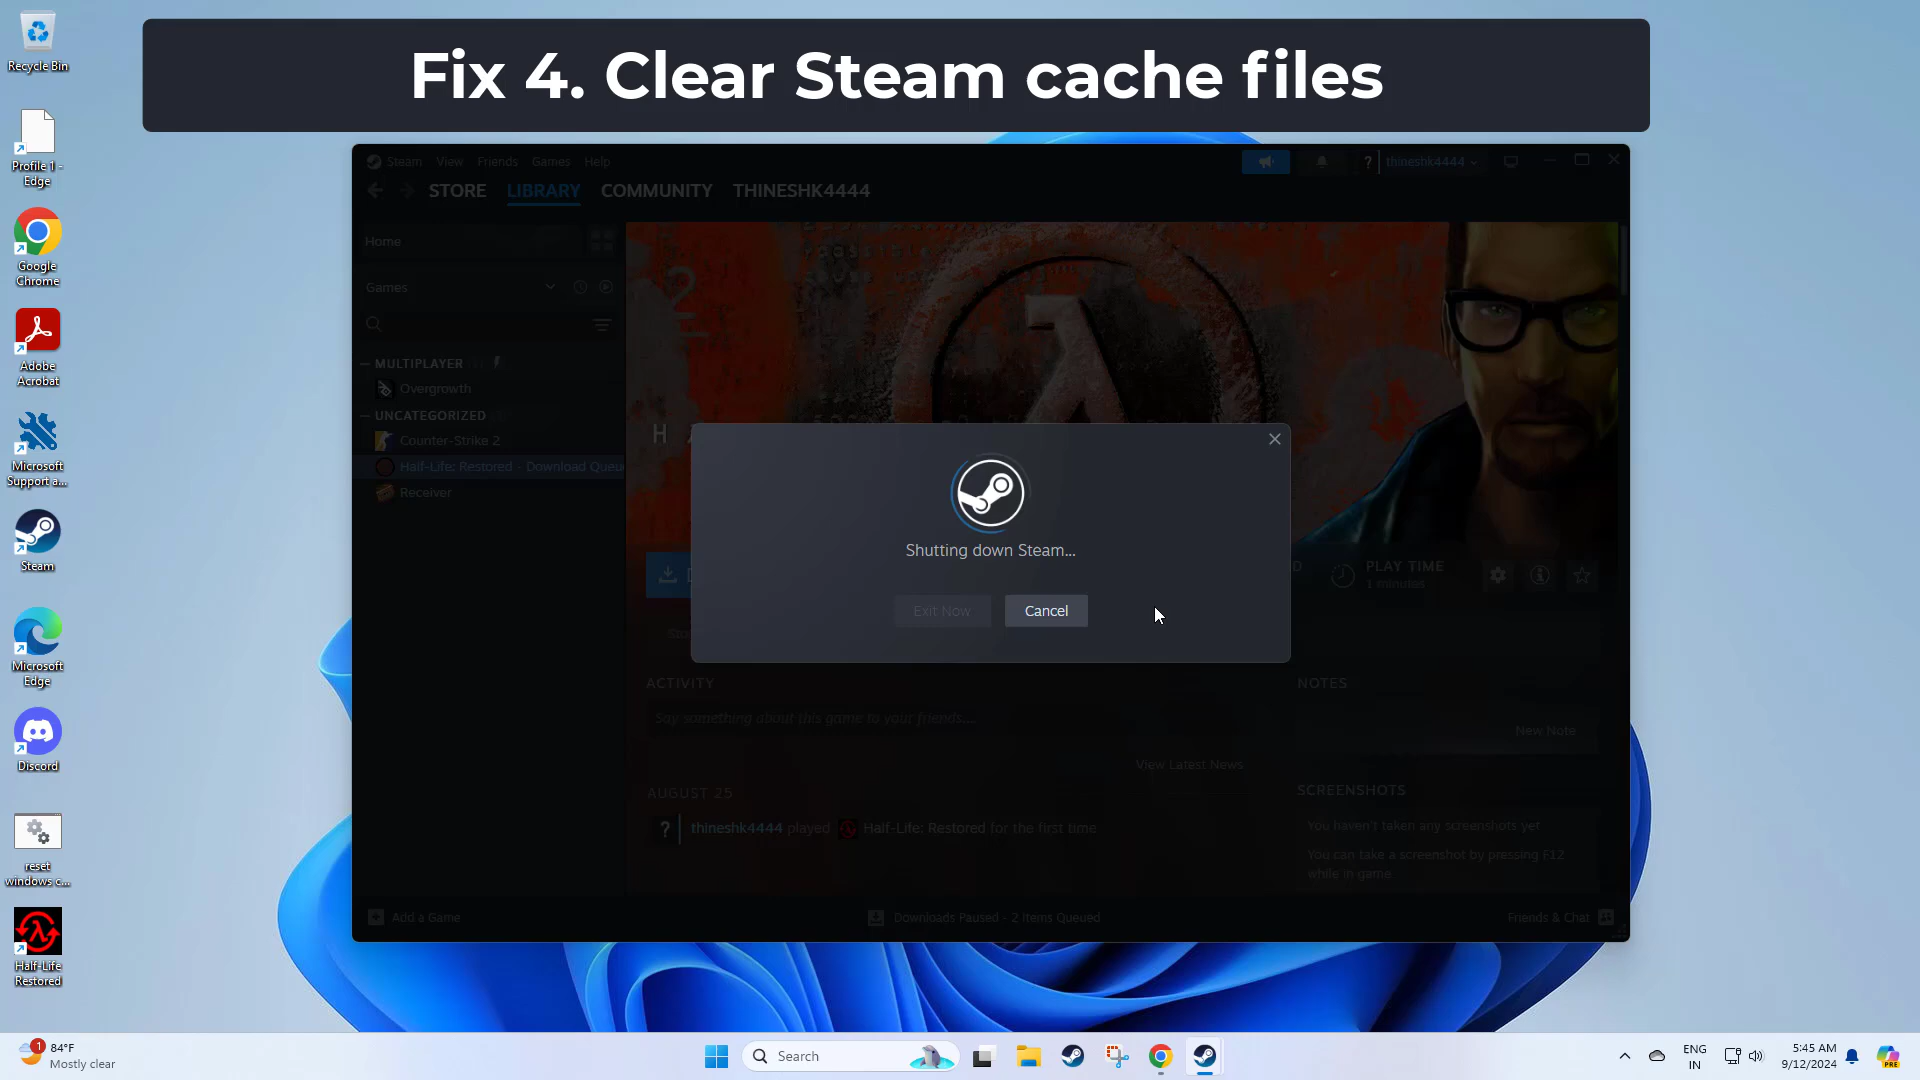 Fix 4. Clear Steam cache files
Recycle Bin
Profile 1 -
Edge
Google
Chrome
Adobe
Acrobat
Microsoft
Support a...
Steam
Microsoft
Edge
Discord
reset
windows c...
Half-Life
Restored
Steam View Friends Games Help
thineshk4444
STORE LIBRARY COMMUNITY THINESHK4444
Home
Games
MULTIPLAYER
Overgrowth
UNCATEGORIZED
Counter-Strike 2
Half-Life: Restored - Download Queu
Receiver
H
Shutting down Steam...
Exit Now Cancel
D
PLAY TIME
1 minutes
ACTIVITY
Say something about this game to your friends...
View Latest News
AUGUST 25
thineshk4444 played Half-Life: Restored for the first time
NOTES
New Note
SCREENSHOTS
You haven't taken any screenshots yet
You can take a screenshot by pressing F12
while in game
Add a Game
Downloads Paused - 2 Items Queued
Friends & Chat
1
84°F
Mostly clear
Search
ENG
IN
5:45 AM
9/12/2024
PRE